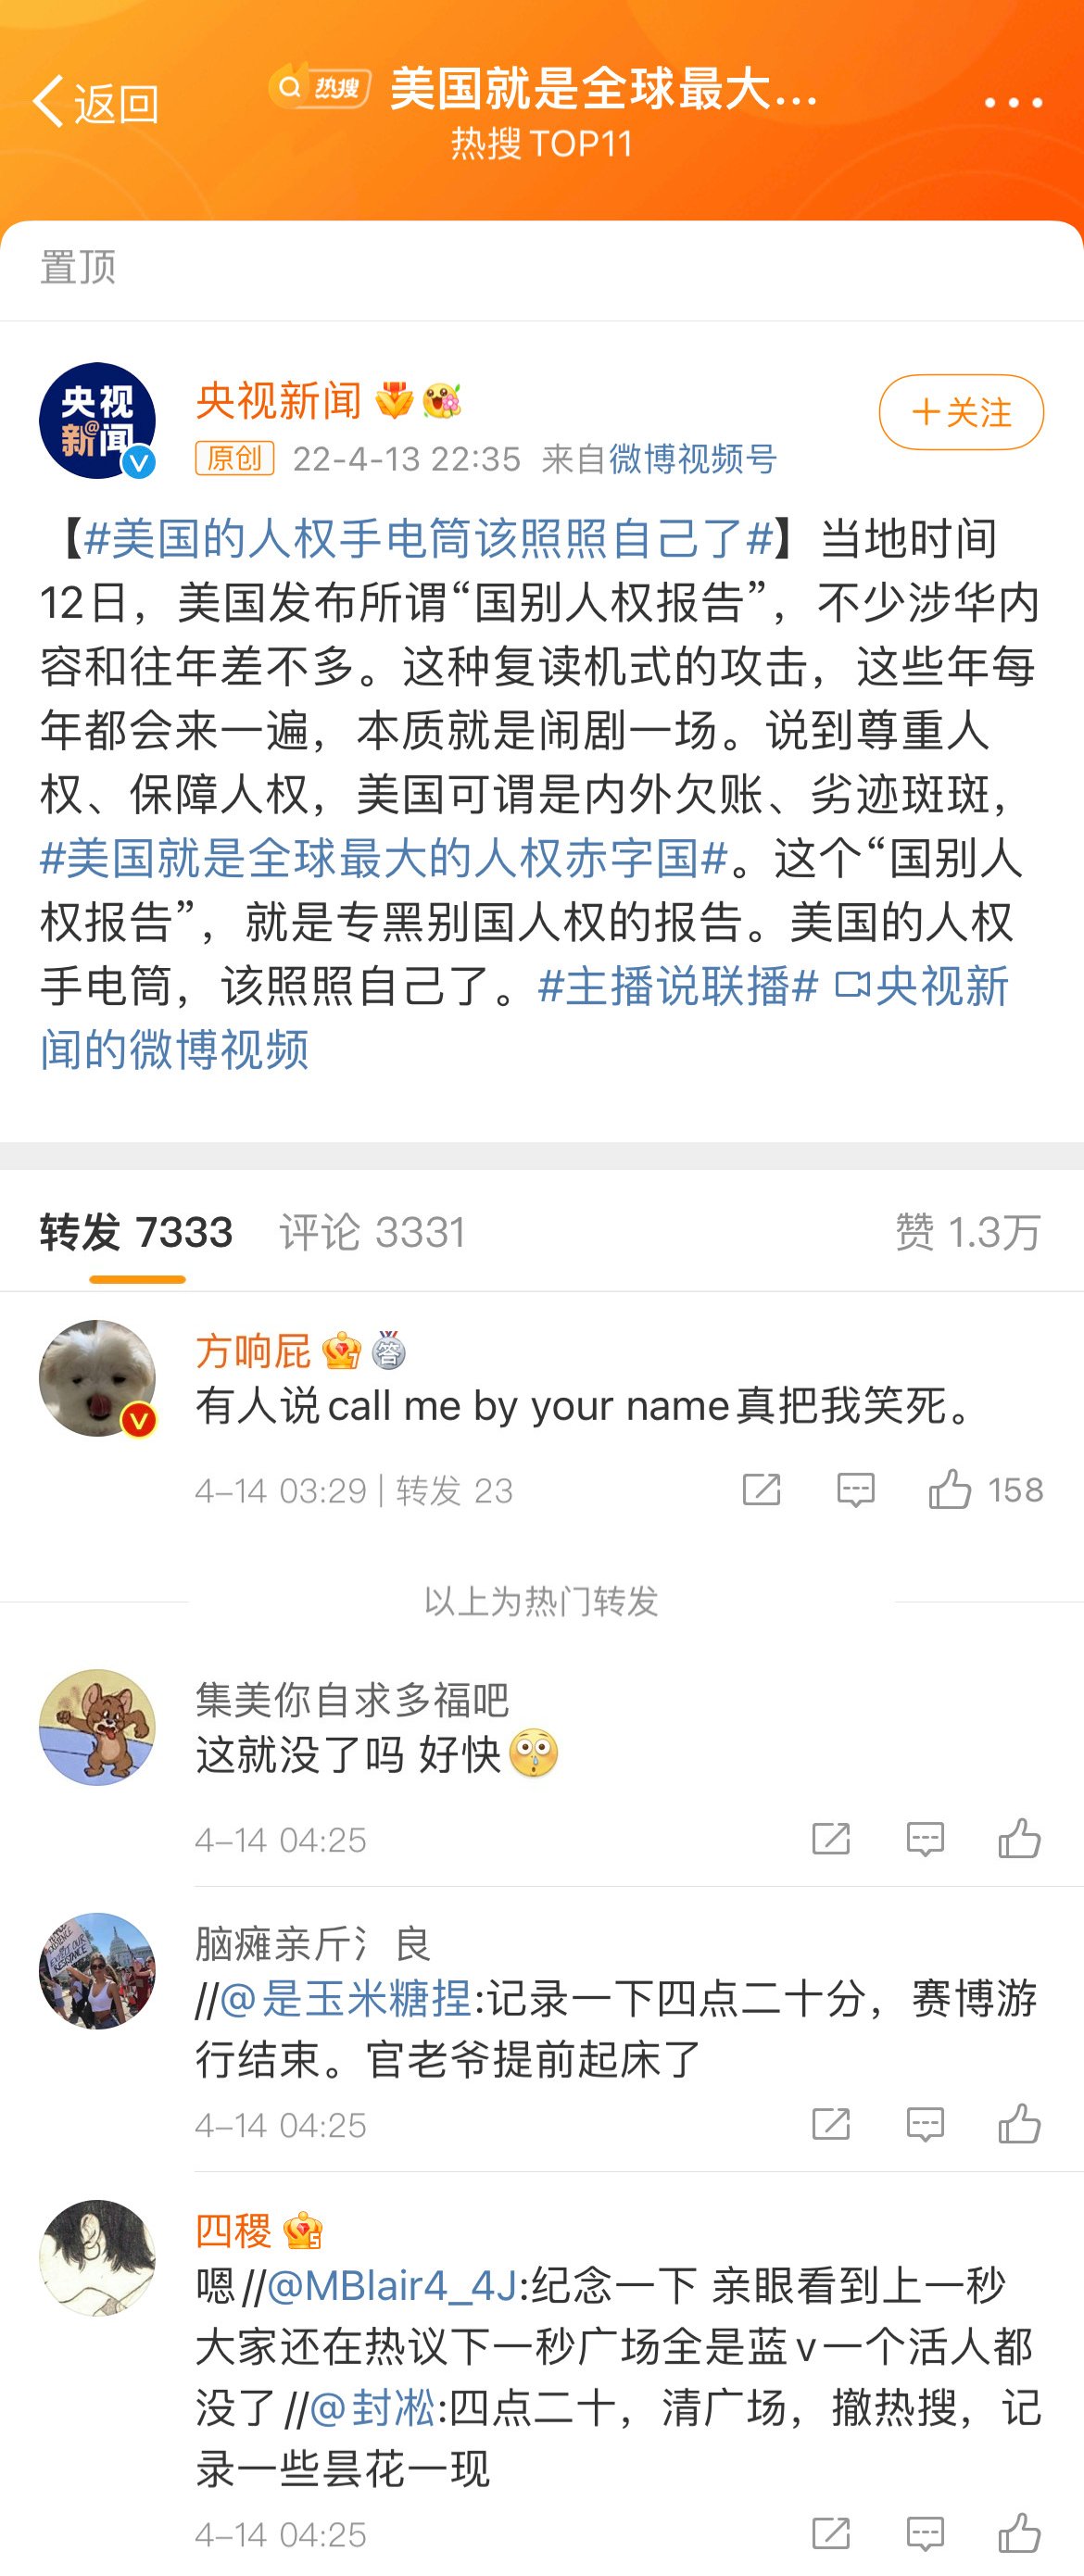 返回
热搜 美国就是全球最大...
热搜 TOP11
置顶
央视新闻
央视新闻
原创 22-4-13 22:35 来自微博视频号
+关注
【#美国的人权手电筒该照照自己了#】当地时间
12日，美国发布所谓“国别人权报告”，不少涉华内
容和往年差不多。这种复读机式的攻击，这些年每
年都会来一遍，本质就是闹剧一场。说到尊重人
权、保障人权，美国可谓是内外欠账、劣迹斑斑，
#美国就是全球最大的人权赤字国#。这个“国别人
权报告”，就是专黑别国人权的报告。美国的人权
手电筒，该照照自己了。#主播说联播# 央视新
闻的微博视频
转发 7333 评论 3331 赞 1.3万
方响屁
有人说call me by your name真把我笑死。
4-14 03:29 | 转发 23 158
以上为热门转发
集美你自求多福吧
这就没了吗 好快
4-14 04:25
脑瘫亲斤氵良
//@是玉米糖捏:记录一下四点二十分，赛博游
行结束。官老爷提前起床了
4-14 04:25
四稷
嗯//@MBlair4_4J:纪念一下 亲眼看到上一秒
大家还在热议下一秒广场全是蓝v一个活人都
没了//@封凇:四点二十，清广场，撤热搜，记
录一些昙花一现
4-14 04:25